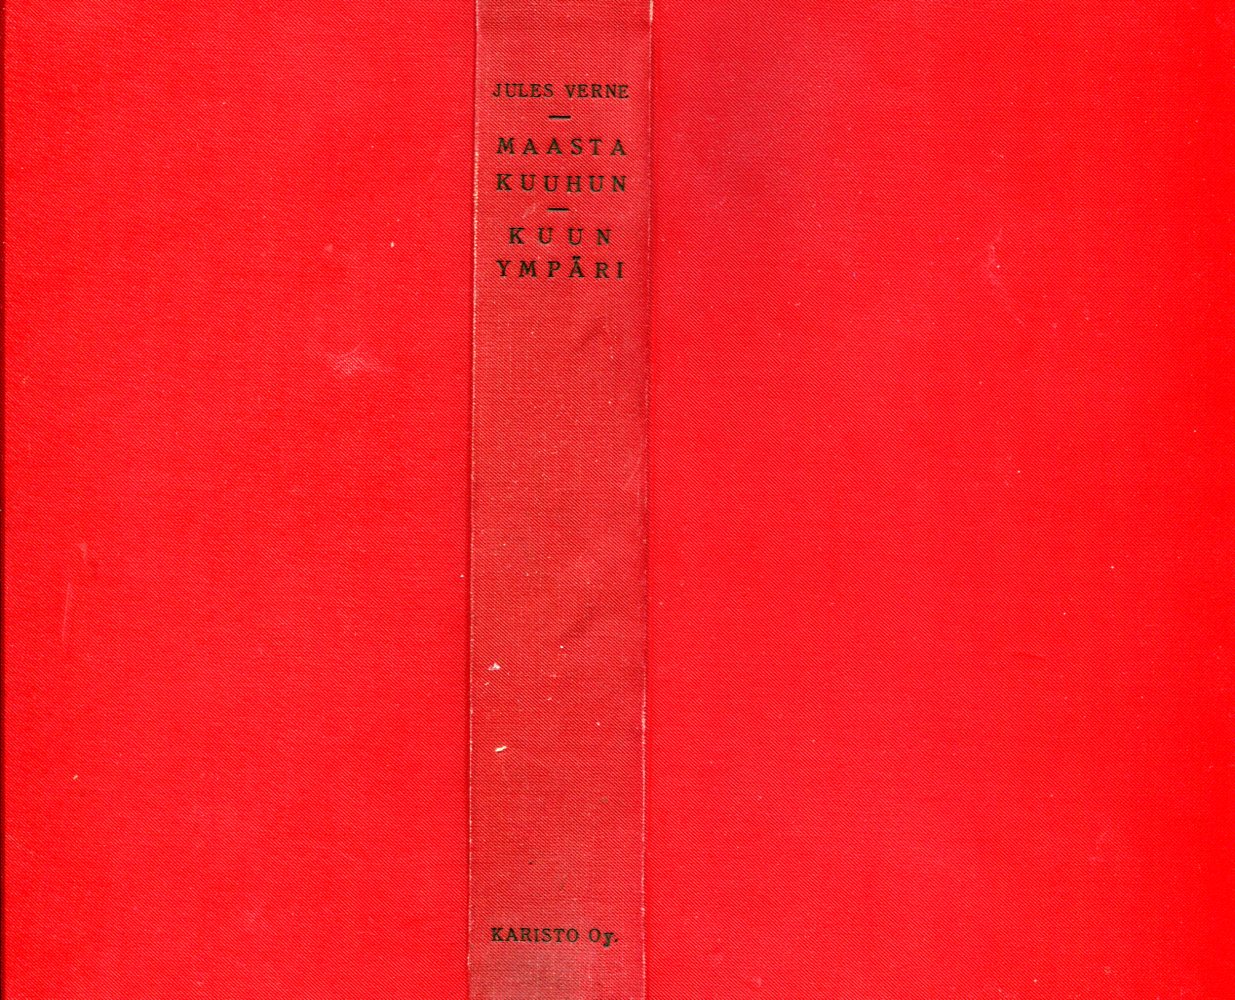 JULES VERNE
MAASTA
KUUHUN
KUUN
YMPÄRI
KARISTO Oy.